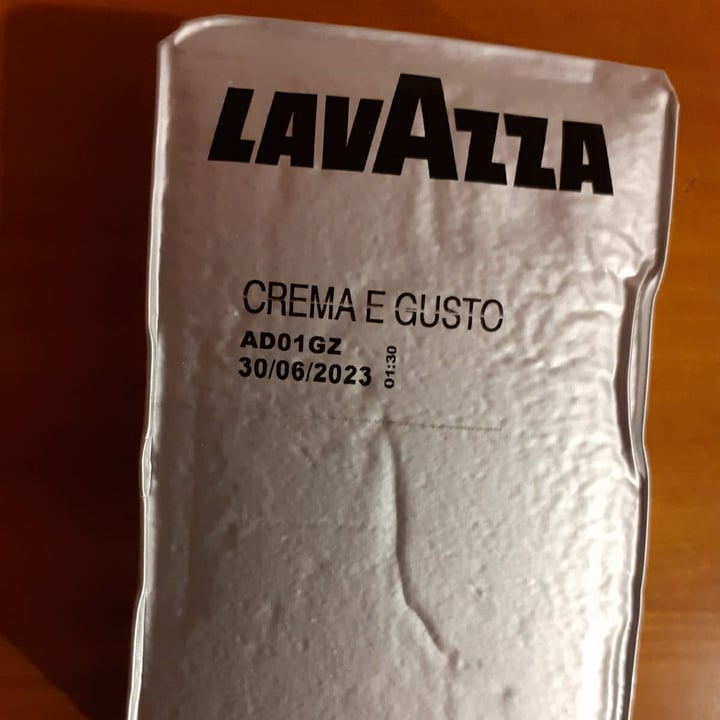 LAVAZZA
CREMA E GUSTO
AD01GZ
30/06/2023 01:30